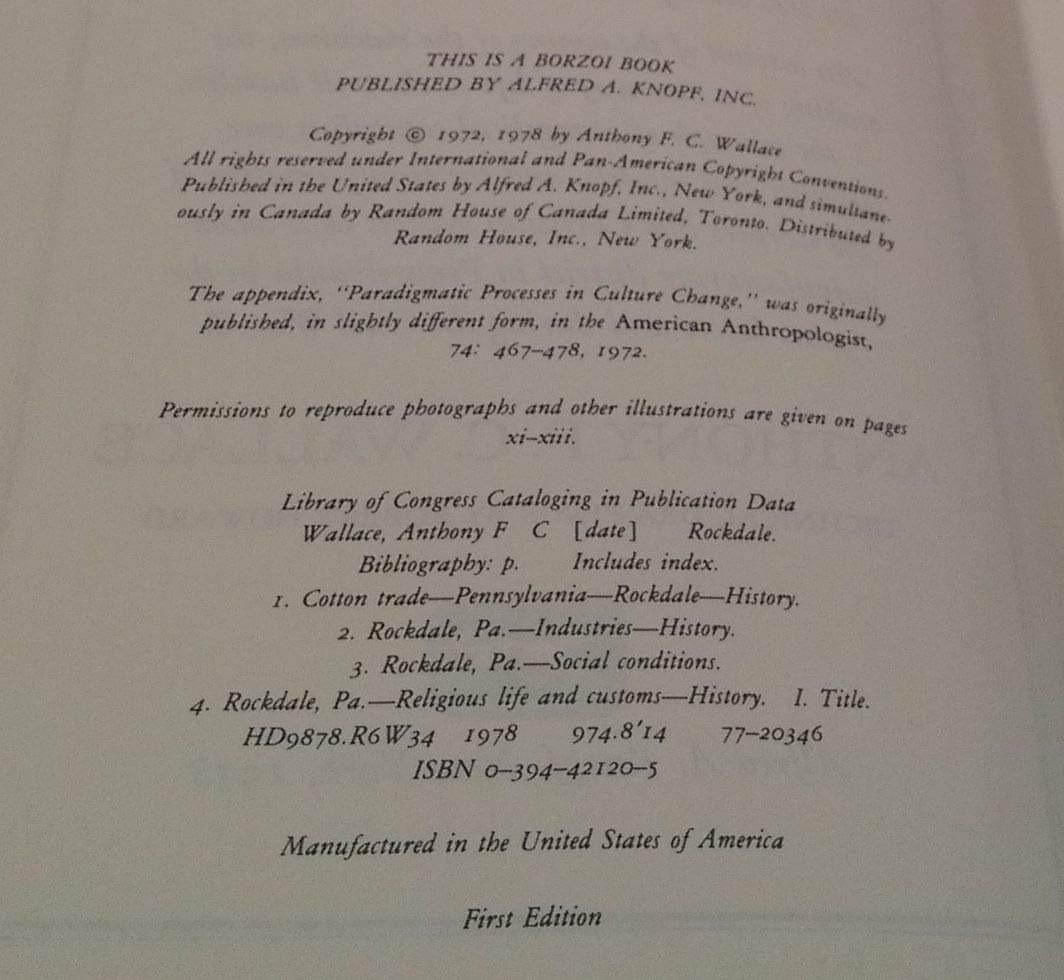 THIS IS A BORZOI BOOK
PUBLISHED BY ALFRED A. KNOPF, INC.
Copyright © 1972, 1978 by Anthony F. C. Wallace
All rights reserved under International and Pan-American Copyright Conventions.
Published in the United States by Alfred A. Knopf, Inc., New York, and simultane-
ously in Canada by Random House of Canada Limited, Toronto. Distributed by
Random House, Inc., New York.
The appendix, "Paradigmatic Processes in Culture Change," was originally
published, in slightly different form, in the American Anthropologist,
74: 467–478, 1972.
Permissions to reproduce photographs and other illustrations are given on pages
xi–xiii.
Library of Congress Cataloging in Publication Data
Wallace, Anthony F C [date] Rockdale.
Bibliography: p. Includes index.
1. Cotton trade—Pennsylvania—Rockdale—History.
2. Rockdale, Pa.—Industries—History.
3. Rockdale, Pa.—Social conditions.
4. Rockdale, Pa.—Religious life and customs—History. I. Title.
HD9878.R6W34 1978 974.8'14 77–20346
ISBN 0–394–42120–5
Manufactured in the United States of America
First Edition